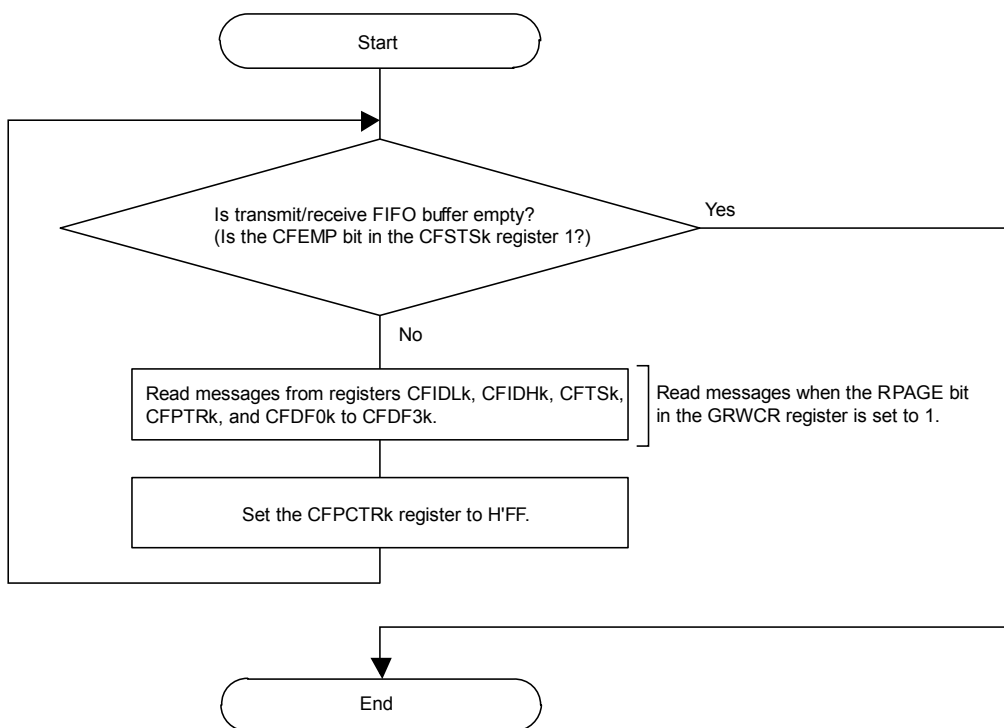 Start
Is transmit/receive FIFO buffer empty?
(Is the CFEMP bit in the CFSTSk register 1?)
Yes
No
Read messages from registers CFIDLk, CFIDHk, CFTSk,
CFPTRk, and CFDF0k to CFDF3k.
Read messages when the RPAGE bit
in the GRWCR register is set to 1.
Set the CFPCTRk register to H'FF.
End